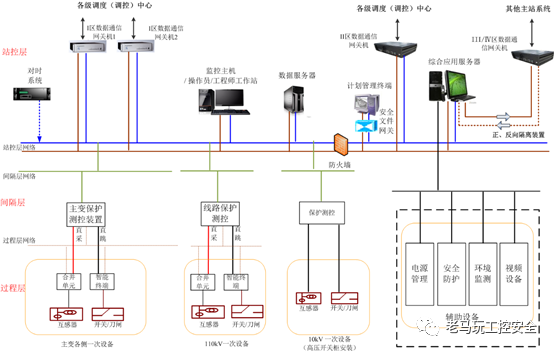 各级调度（调控）中心
各级调度（调控）中心
其他主站系统
I区数据通信
网关机1
I区数据通信
网关机2
II区数据通信
网关机
III/IV区数据通
信网关机
站控层
对时
系统
监控主机
/操作员/工程师工作站
数据服务器
计划管理终端
安全
文件
网关
综合应用服务器
正、反向隔离装置
站控层网络
防火墙
间隔层网络
间隔层
主变保护
测控装置
线路保护
测控
保护测控
直采
直跳
直采
直跳
过程层网络
过程层
合并
单元
智能
终端
合并
单元
智能
终端
互感器
开关/刀闸
互感器
开关/刀闸
互感器
开关/刀闸
主变各侧一次设备
110kV一次设备
10kV 一次设备
(高压开关柜安装)
电源
管理
安全
防护
环境
监测
视频
设备
辅助设备
老马玩工控安全